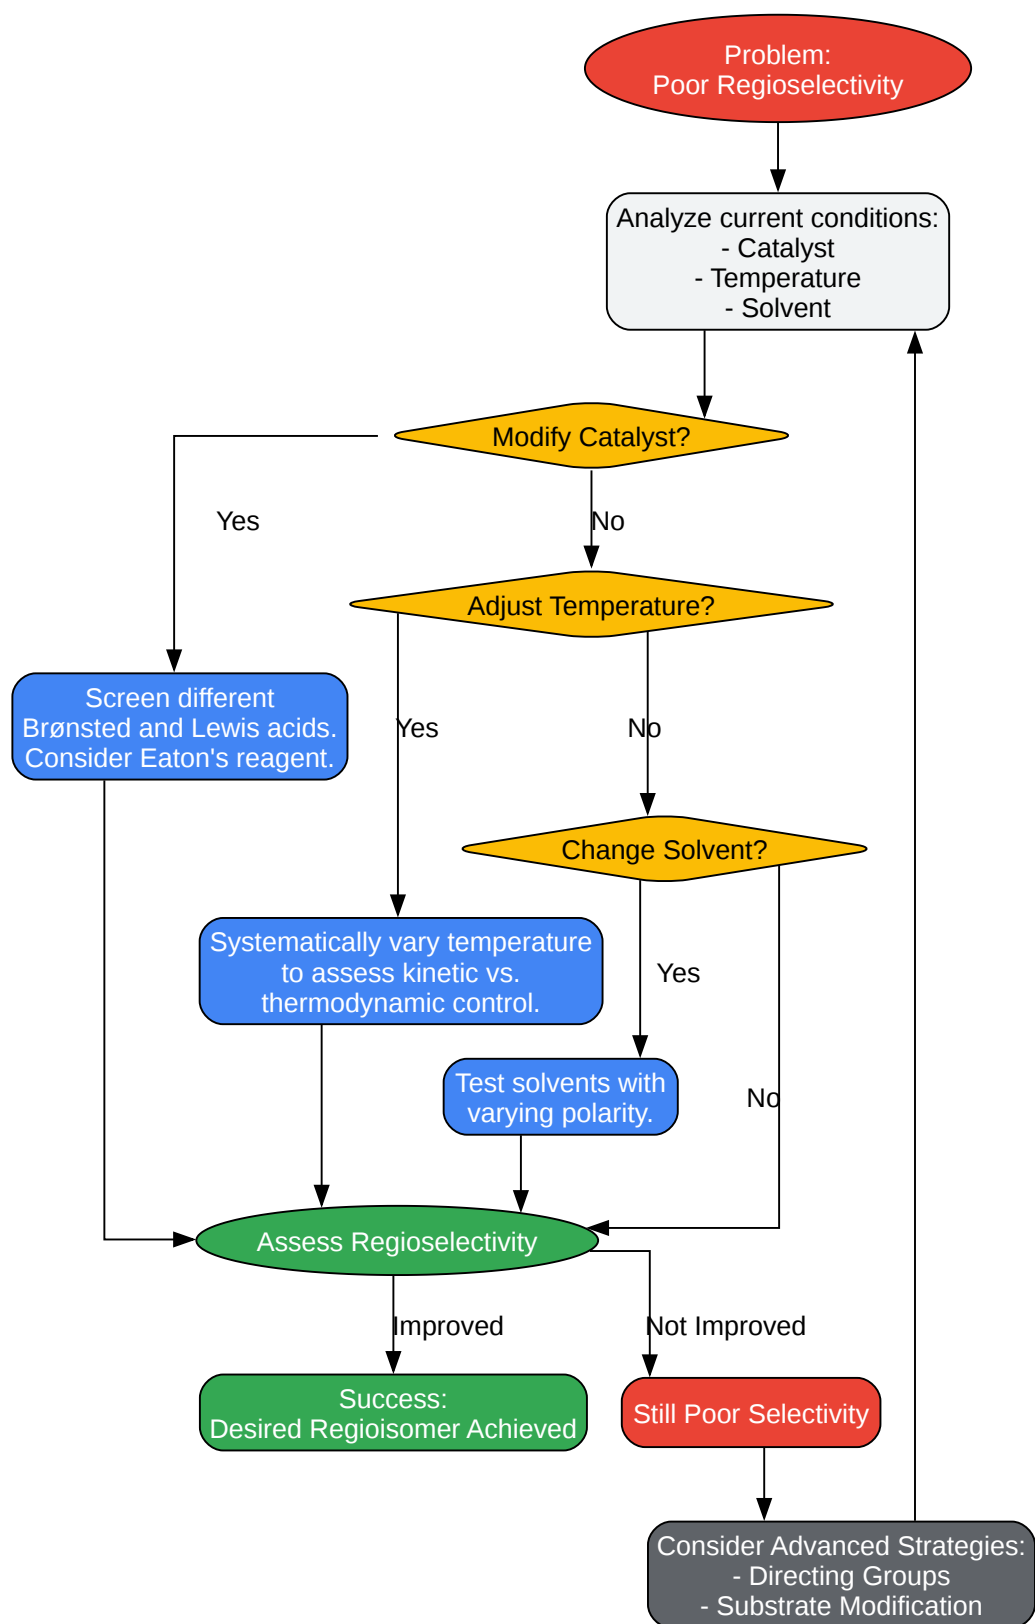 Problem:
Poor Regioselectivity
Analyze current conditions:
- Catalyst
- Temperature
- Solvent
Modify Catalyst?
Yes
No
Adjust Temperature?
Screen different
Brønsted and Lewis acids.
Consider Eaton's reagent.
Yes
No
Change Solvent?
Systematically vary temperature
to assess kinetic vs.
thermodynamic control.
Yes
Test solvents with
varying polarity.
No
Assess Regioselectivity
Improved
Not Improved
Success:
Desired Regioisomer Achieved
Still Poor Selectivity
Consider Advanced Strategies:
- Directing Groups
- Substrate Modification